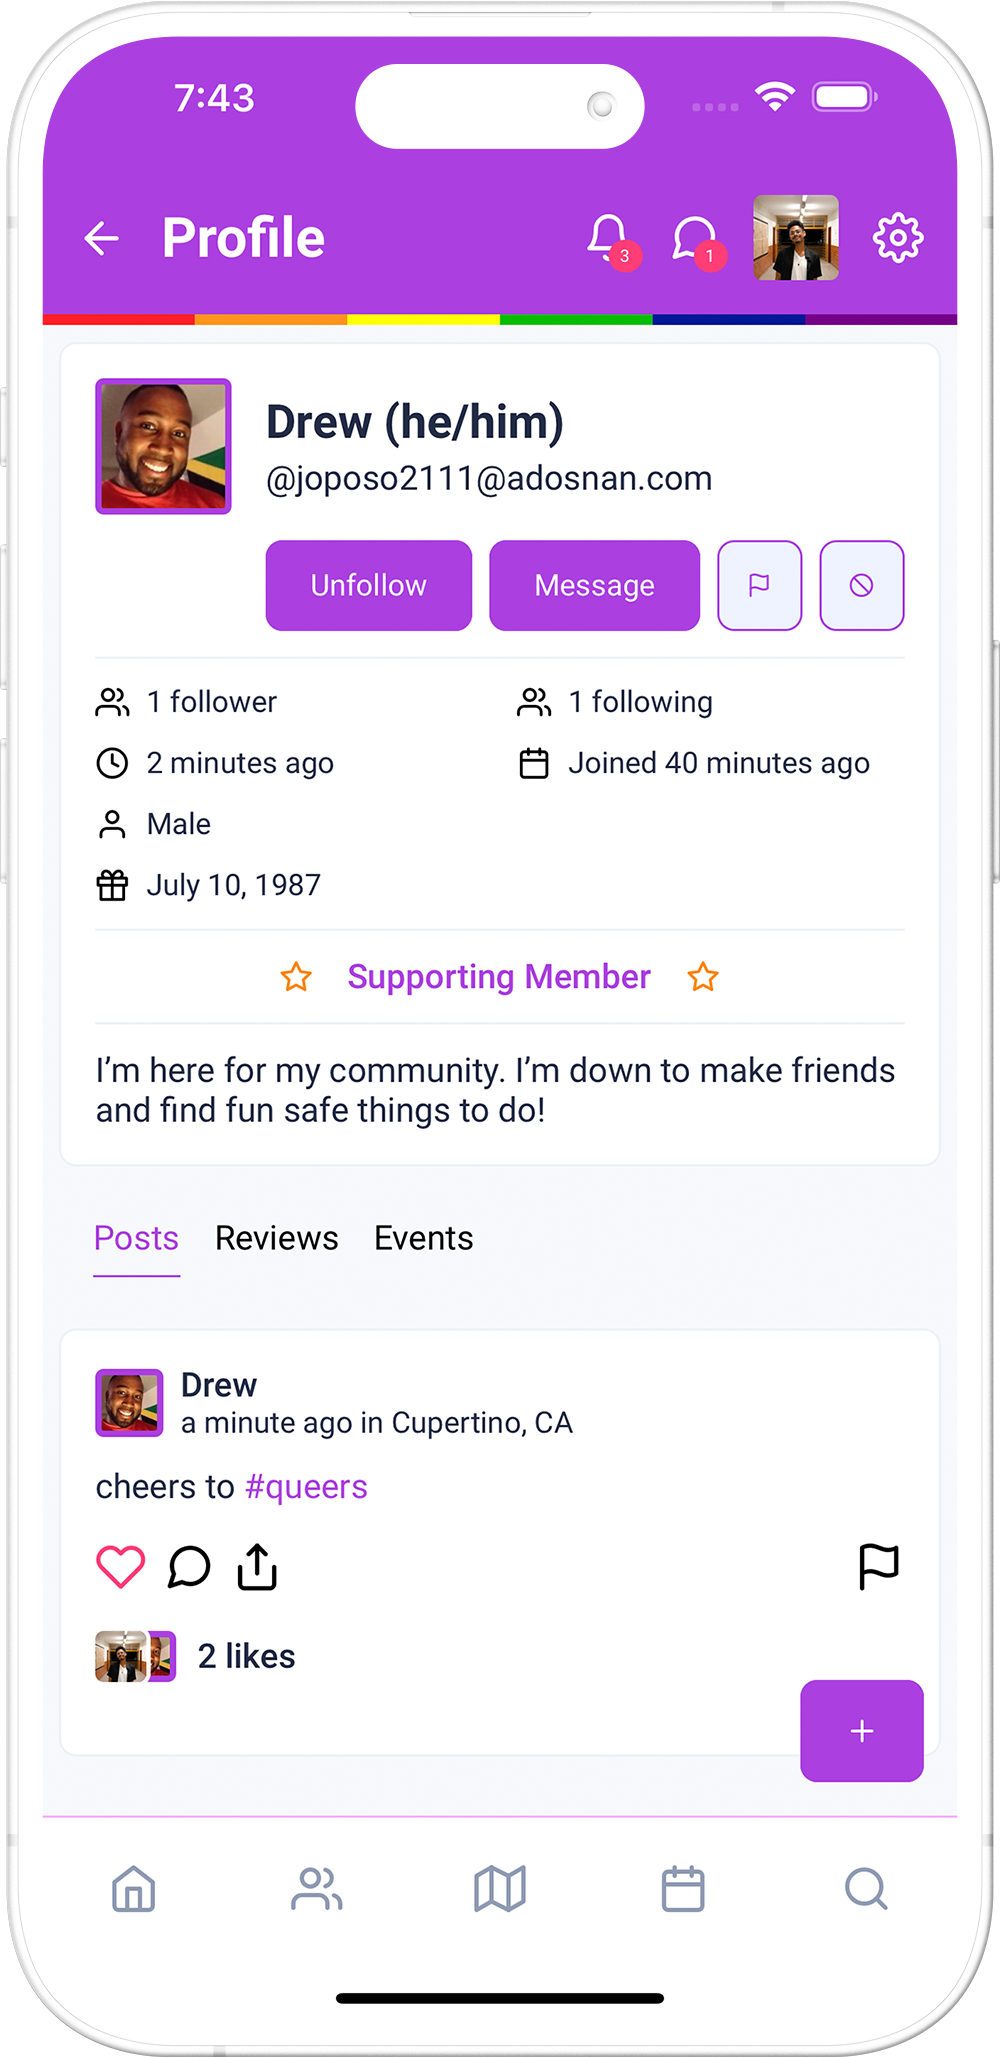 7:43
Profile
3
1
Drew (he/him)
@joposo2111@adosnan.com
Unfollow
Message
1 follower
1 following
2 minutes ago
Joined 40 minutes ago
Male
July 10, 1987
Supporting Member
I’m here for my community. I’m down to make friends
and find fun safe things to do!
Posts
Reviews
Events
Drew
a minute ago in Cupertino, CA
cheers to #queers
2 likes